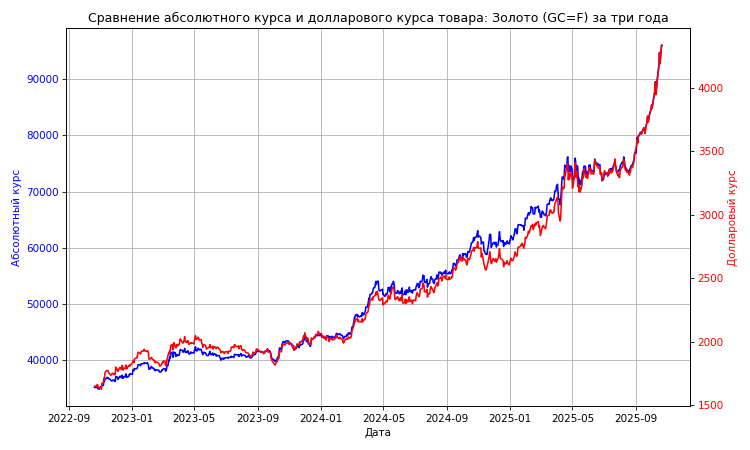 Сравнение абсолютного курса и долларового курса товара: Золото (GC=F) за три года
Абсолютный курс
90000
80000
70000
60000
50000
40000
4000
3500
3000
2500
2000
1500
Долларовый курс
2022-09 2023-01 2023-05 2023-09 2024-01 2024-05 2024-09 2025-01 2025-05 2025-09
Дата